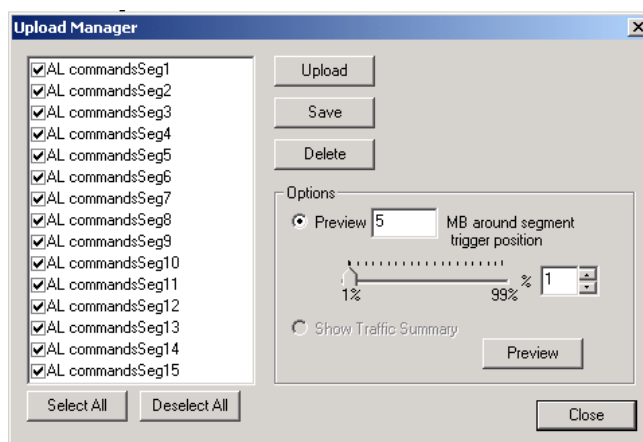 Upload Manager
AL commandsSeg1
AL commandsSeg2
AL commandsSeg3
AL commandsSeg4
AL commandsSeg5
AL commandsSeg6
AL commandsSeg7
AL commandsSeg8
AL commandsSeg9
AL commandsSeg10
AL commandsSeg11
AL commandsSeg12
AL commandsSeg13
AL commandsSeg14
AL commandsSeg15
Select All
Deselect All
Upload
Save
Delete
Options
Preview 5 MB around segment
trigger position
1% 99% % 1
Show Traffic Summary
Preview
Close